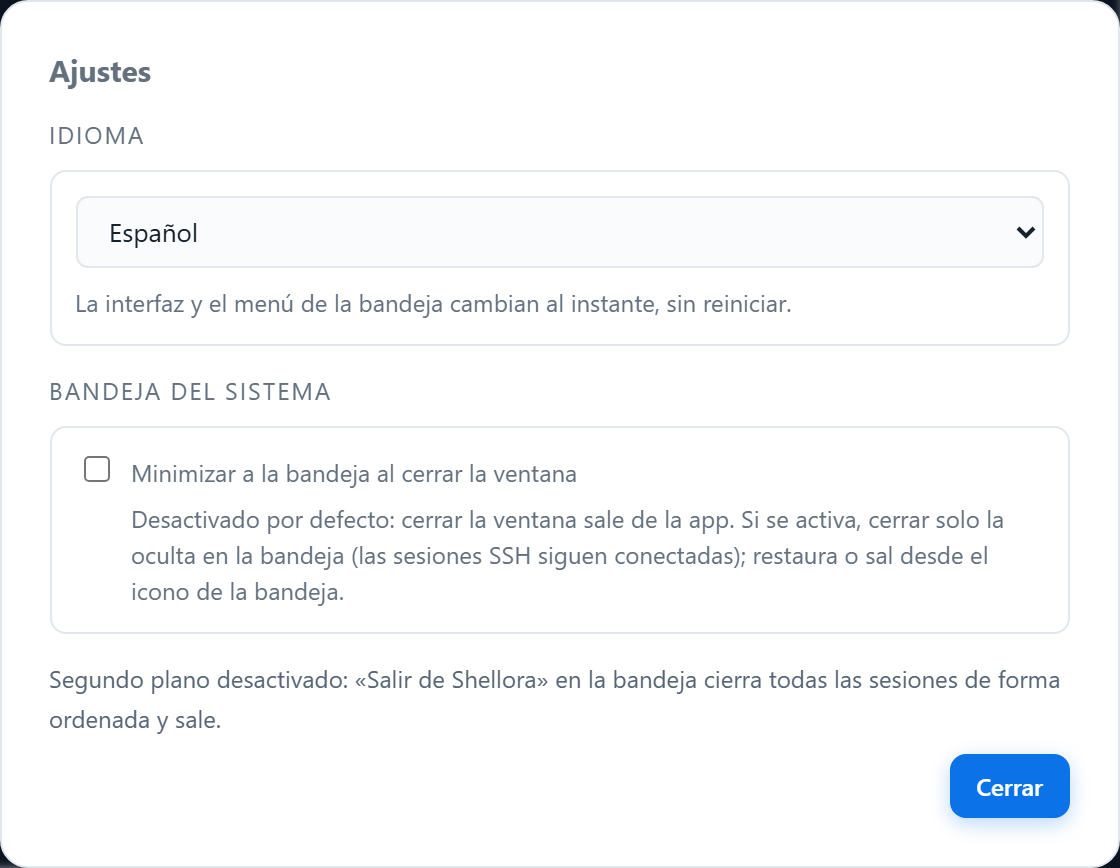 Ajustes
IDIOMA
Español
La interfaz y el menú de la bandeja cambian al instante, sin reiniciar.
BANDEJA DEL SISTEMA
Minimizar a la bandeja al cerrar la ventana
Desactivado por defecto: cerrar la ventana sale de la app. Si se activa, cerrar solo la
oculta en la bandeja (las sesiones SSH siguen conectadas); restaura o sal desde el
icono de la bandeja.
Segundo plano desactivado: «Salir de Shellora» en la bandeja cierra todas las sesiones de forma
ordenada y sale.
Cerrar